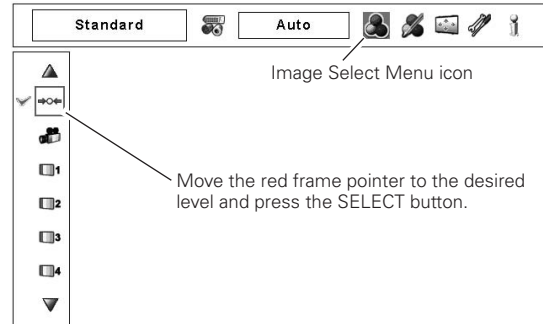 Standard
Auto
Image Select Menu icon
Move the red frame pointer to the desired
level and press the SELECT button.
1
2
3
4